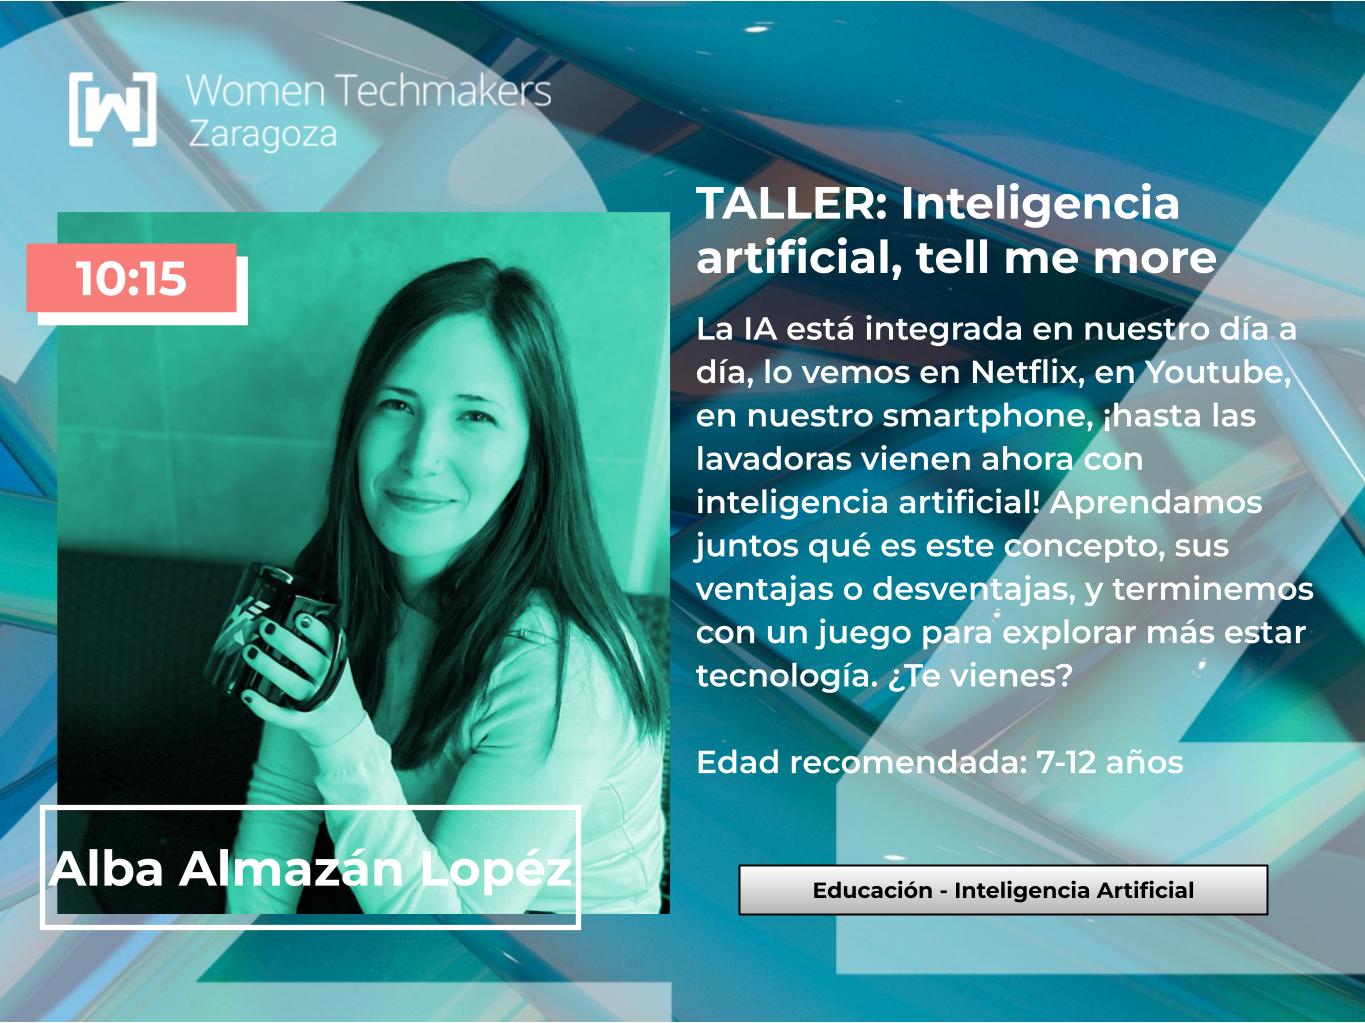 Women Techmakers
Zaragoza
10:15
Alba Almazán Lopéz
TALLER: Inteligencia
artificial, tell me more
La IA está integrada en nuestro día a
día, lo vemos en Netflix, en Youtube,
en nuestro smartphone, ¡hasta las
lavadoras vienen ahora con
inteligencia artificial! Aprendamos
juntos qué es este concepto, sus
ventajas o desventajas, y terminemos
con un juego para explorar más estar
tecnología. ¿Te vienes?
Edad recomendada: 7-12 años
Educación - Inteligencia Artificial